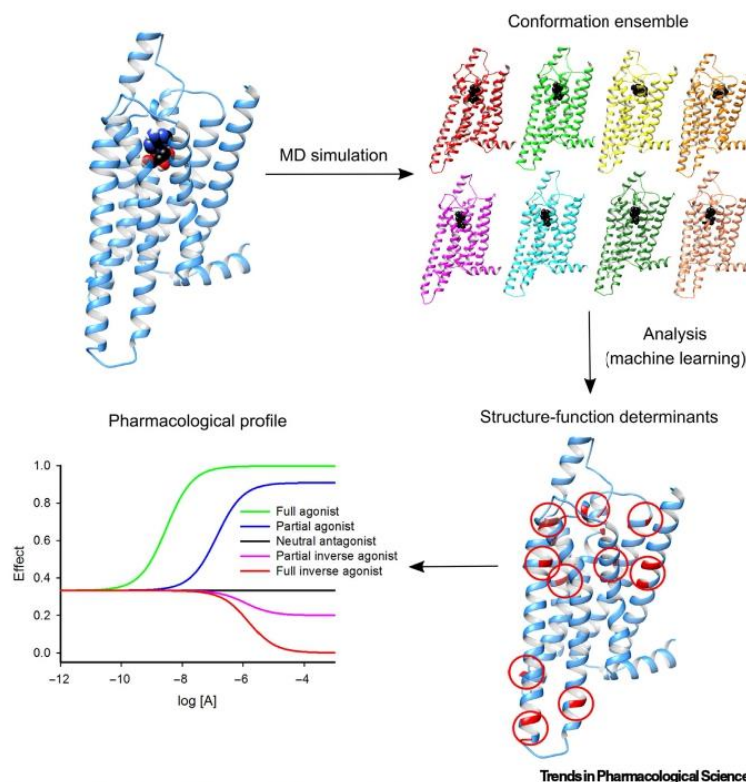 Conformation ensemble
MD simulation
Analysis
(machine learning)
Structure-function determinants
Pharmacological profile
1.0
0.8
0.6
0.4
0.2
0.0
Effect
Full agonist
Partial agonist
Neutral antagonist
Partial inverse agonist
Full inverse agonist
−12 −10 −8 −6 −4
log [A]
Trends in Pharmacological Science